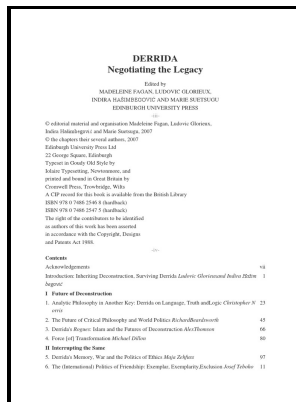 DERRIDA
Negotiating the Legacy
Edited by
MADELEINE FAGAN, LUDOVIC GLORIEUX,
INDIRA HAŠIMBEGOVIĆ AND MARIE SUETSUGU
EDINBURGH UNIVERSITY PRESS
© editorial material and organisation Madeleine Fagan, Ludovic Glorieux,
Indira Hašimbegović and Marie Suetsugu, 2007
© the chapters their several authors, 2007
Edinburgh University Press Ltd
22 George Square, Edinburgh
Typeset in Goudy Old Style by
Iolaire Typesetting, Newtonmore, and
printed and bound in Great Britain by
Cromwell Press, Trowbridge, Wilts
A CIP record for this book is available from the British Library
ISBN 978 0 7486 2546 8 (hardback)
ISBN 978 0 7486 2547 5 (hardback)
The right of the contributors to be identified
as authors of this work has been asserted
in accordance with the Copyright, Designs
and Patents Act 1988.
Contents
Acknowledgements vii
Introduction: Inheriting Deconstruction, Surviving Derrida Ludovic Glorieuxand Indira Hašim 1
begović
I Future of Deconstruction
1. Analytic Philosophy in Another Key: Derrida on Language, Truth andLogic Christopher N 23
orris
2. The Future of Critical Philosophy and World Politics RichardBeardsworth 45
3. Derrida's Rogues: Islam and the Futures of Deconstruction AlexThomson 66
4. Force [of] Transformation Michael Dillon 80
II Interrupting the Same
5. Derrida's Memory, War and the Politics of Ethics Maja Zehfuss 97
6. The (International) Politics of Friendship: Exemplar, Exemplarity,Exclusion Josef Teboho 11